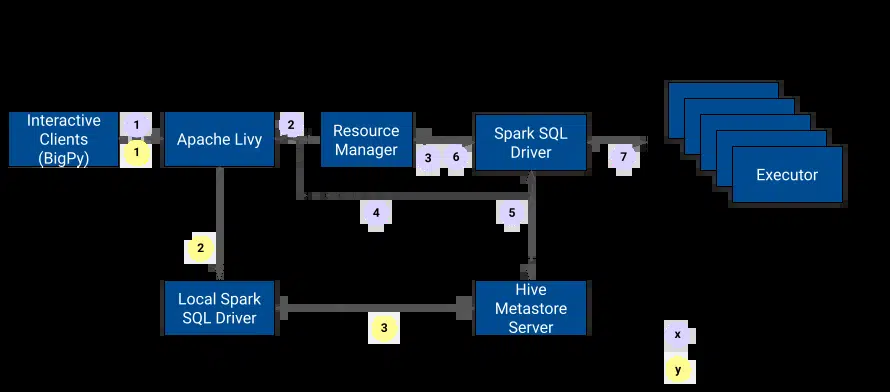 Interactive
Clients
(BigPy)
1
1
Apache Livy
2
Resource
Manager
3
6
Spark SQL
Driver
7
Executor
4
5
2
Local Spark
SQL Driver
3
Hive
Metastore
Server
x
y